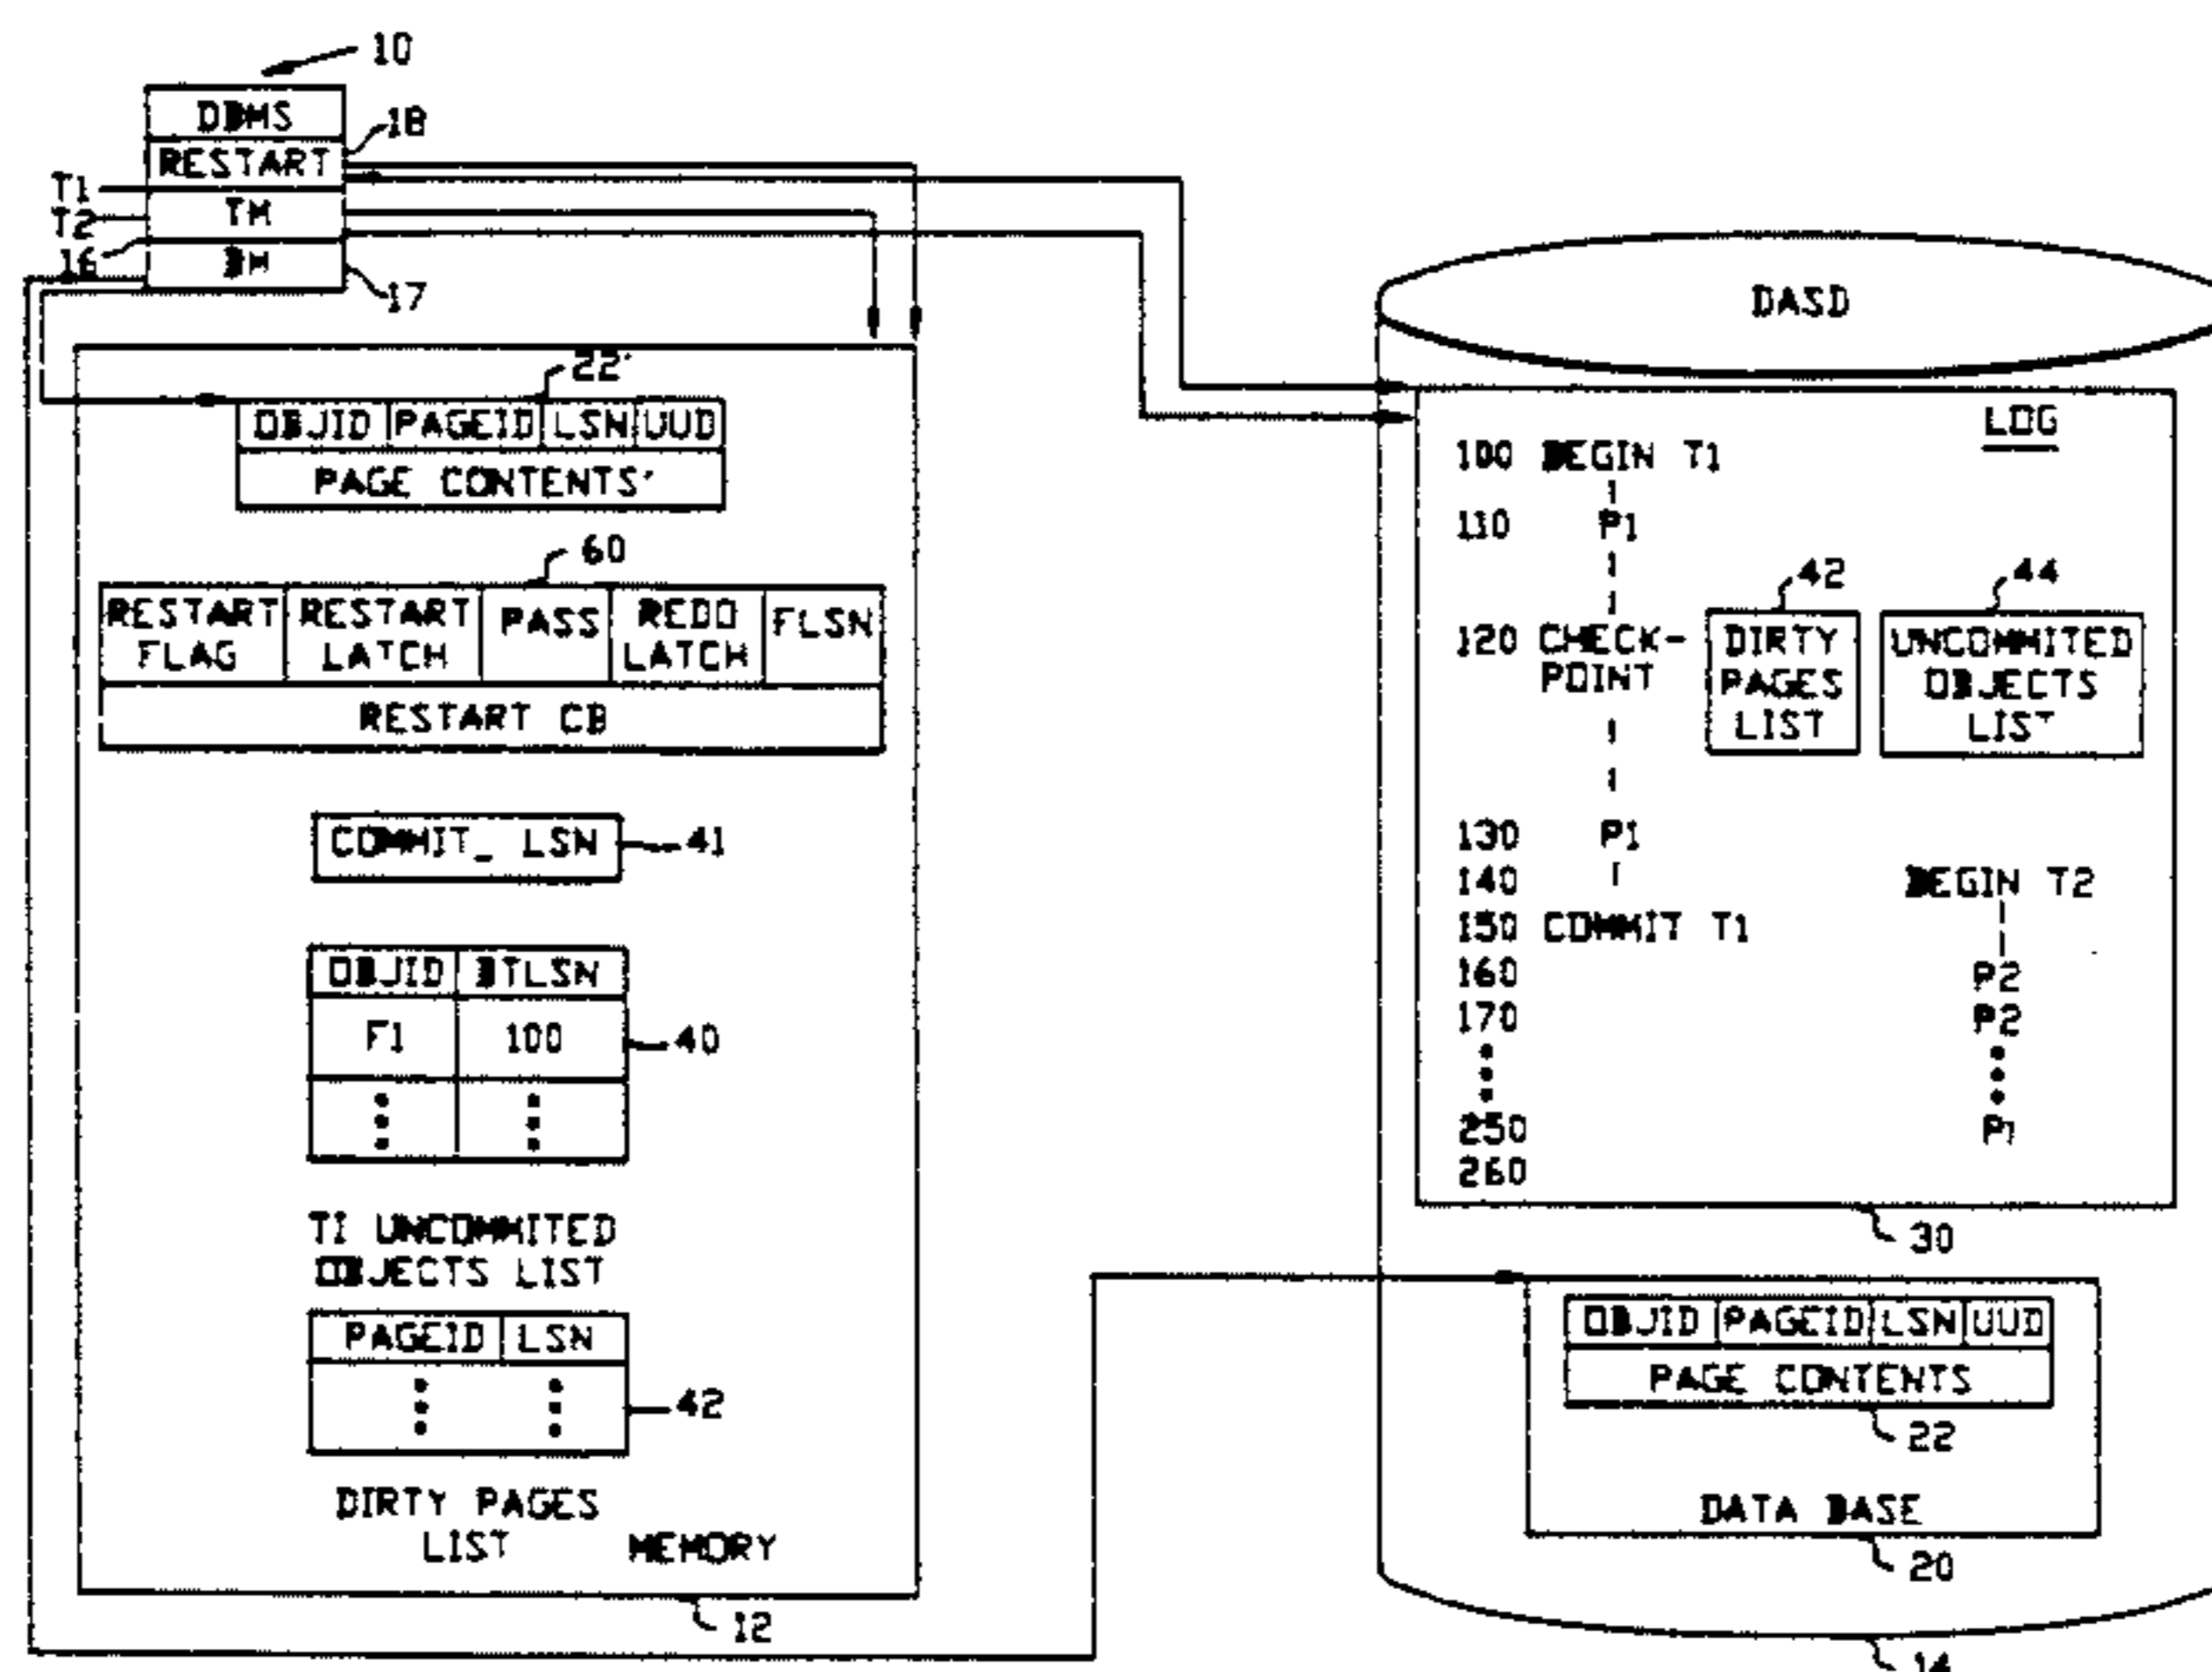 10
DBMS
18
RESTART
T1
T2
TM
16
BM
17
22'
OBJID PAGEID LSN UUD
PAGE CONTENTS'
60
RESTART FLAG
RESTART LATCH
PASS
REDO LATCH
FLSN
RESTART CB
COMMIT_ LSN
41
OBJID BTLSN
F1 100
40
TI UNCOMMITED
OBJECTS LIST
PAGEID LSN
42
DIRTY PAGES
LIST
MEMORY
12
DASD
LOG
100 BEGIN T1
110 P1
42
44
120 CHECK-
POINT
DIRTY
PAGES
LIST
UNCOMMITED
OBJECTS
LIST
130 P1
140 BEGIN T2
150 COMMIT T1
160 P2
170 P2
250 P1
260
30
OBJID PAGEID LSN UUD
PAGE CONTENTS
22
DATA BASE
20
14